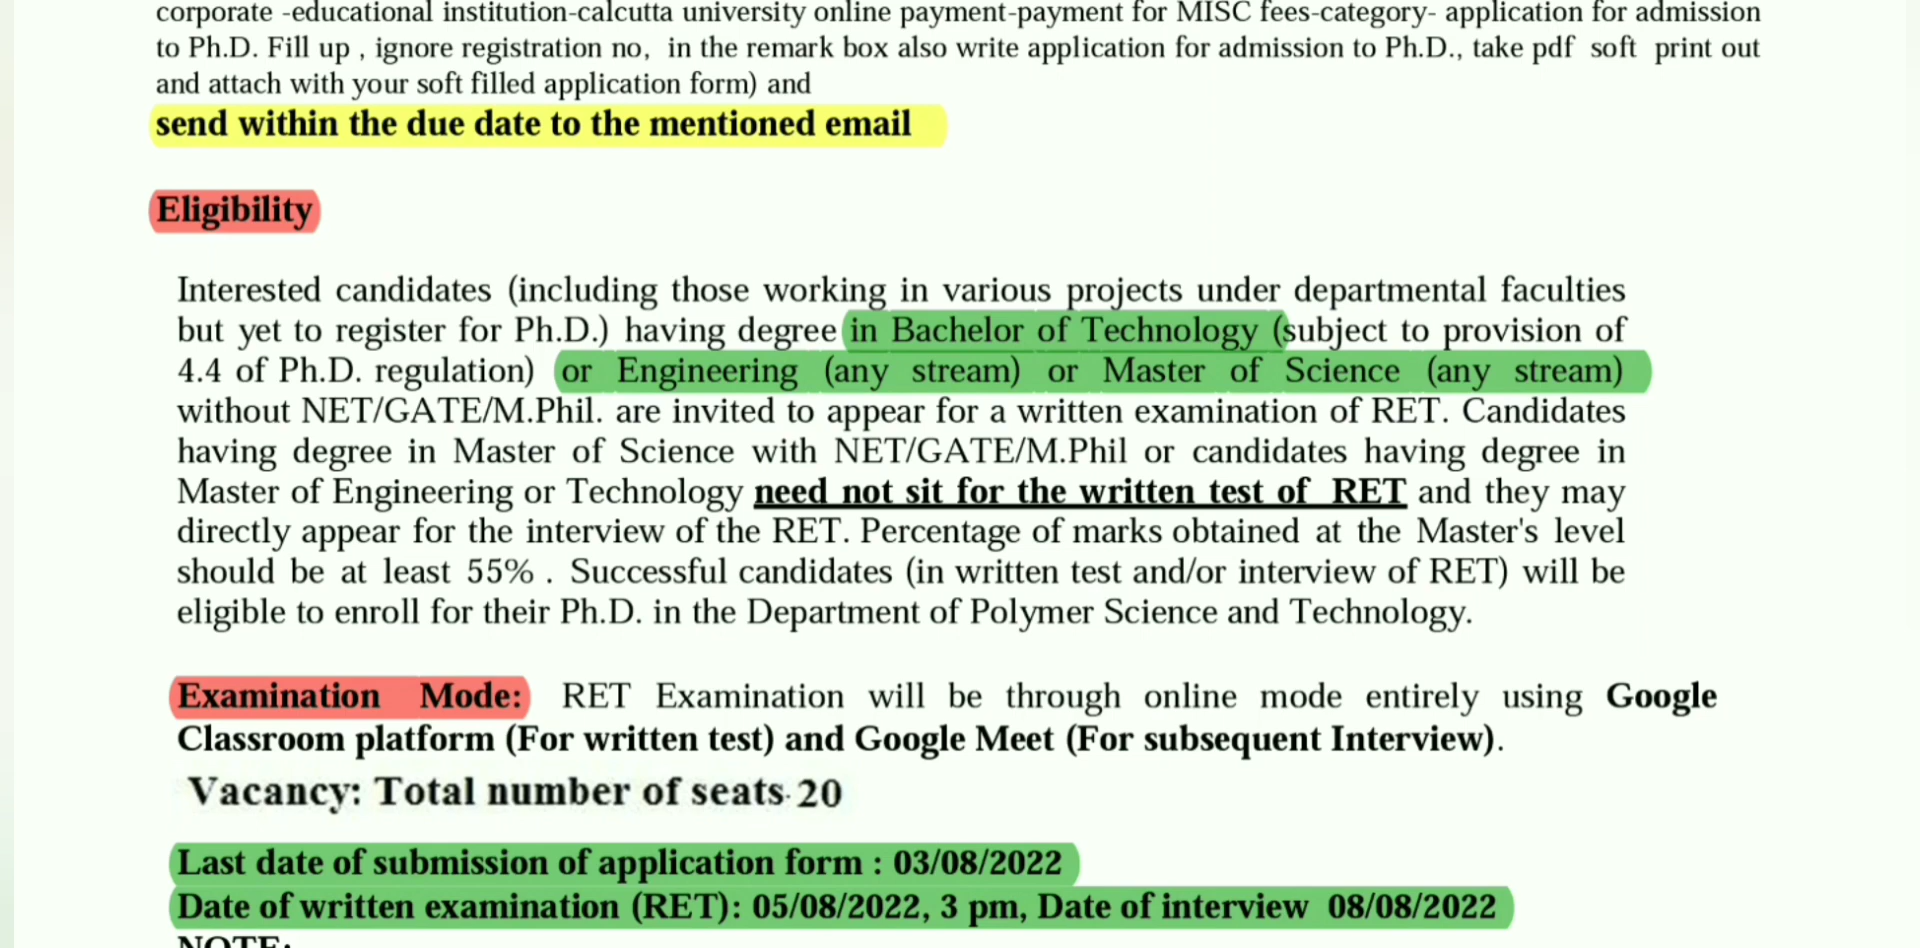 corporate -educational institution-calcutta university online payment-payment for MISC fees-category- application for admission
to Ph.D. Fill up , ignore registration no, in the remark box also write application for admission to Ph.D., take pdf soft print out
and attach with your soft filled application form) and
send within the due date to the mentioned email
Eligibility
Interested candidates (including those working in various projects under departmental faculties
but yet to register for Ph.D.) having degree in Bachelor of Technology (subject to provision of
4.4 of Ph.D. regulation) or Engineering (any stream) or Master of Science (any stream)
without NET/GATE/M.Phil. are invited to appear for a written examination of RET. Candidates
having degree in Master of Science with NET/GATE/M.Phil or candidates having degree in
Master of Engineering or Technology need not sit for the written test of RET and they may
directly appear for the interview of the RET. Percentage of marks obtained at the Master's level
should be at least 55% . Successful candidates (in written test and/or interview of RET) will be
eligible to enroll for their Ph.D. in the Department of Polymer Science and Technology.
Examination Mode: RET Examination will be through online mode entirely using Google
Classroom platform (For written test) and Google Meet (For subsequent Interview).
Vacancy: Total number of seats 20
Last date of submission of application form : 03/08/2022
Date of written examination (RET): 05/08/2022, 3 pm, Date of interview 08/08/2022
NOTE: